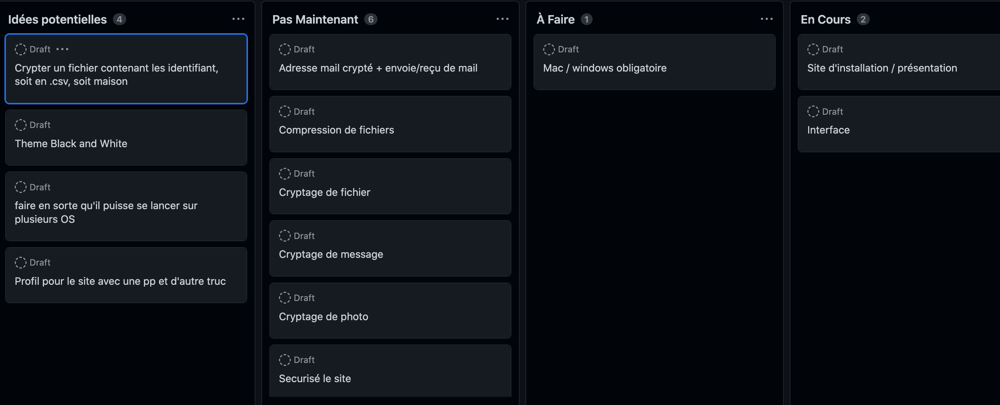 Idées potentielles 4
Draft
Crypter un fichier contenant les identifiant,
soit en .csv, soit maison
Draft
Theme Black and White
Draft
faire en sorte qu'il puisse se lancer sur
plusieurs OS
Draft
Profil pour le site avec une pp et d'autre truc
Pas Maintenant 6
Draft
Adresse mail crypté + envoie/reçu de mail
Draft
Compression de fichiers
Draft
Cryptage de fichier
Draft
Cryptage de message
Draft
Cryptage de photo
Draft
Securisé le site
À Faire 1
Draft
Mac / windows obligatoire
En Cours 2
Draft
Site d'installation / présentation
Draft
Interface